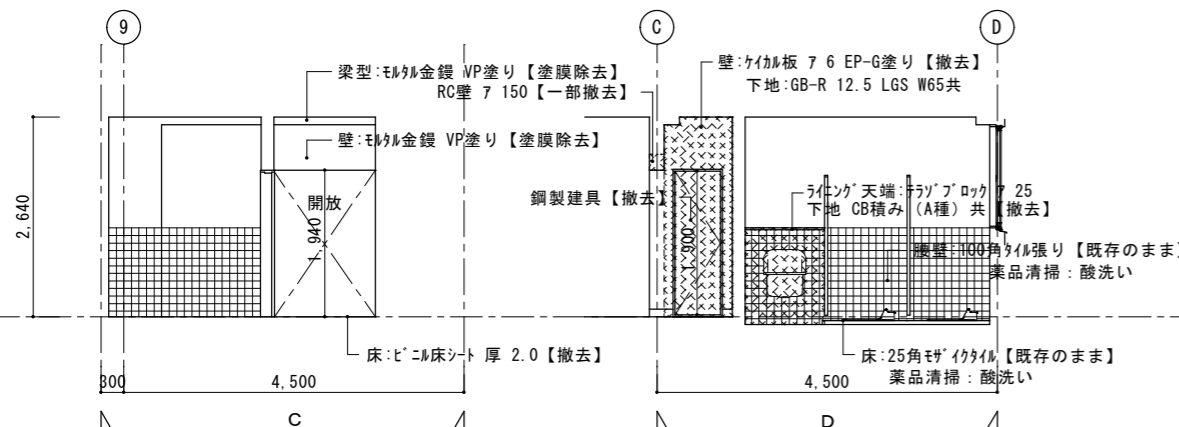 9
C
D
梁型:ﾓﾙﾀﾙ金鏝 VP塗り【塗膜除去】
RC壁 ｱ 150【一部撤去】
壁:ｹｲｶﾙ板 ｱ 6 EP-G塗り【撤去】
下地:GB-R 12.5 LGS W65共
壁:ﾓﾙﾀﾙ金鏝 VP塗り【塗膜除去】
2,640
開放
1,940
鋼製建具【撤去】
1,900
ﾗｲﾆﾝｸﾞ天端:ﾃﾗｿﾞﾌﾞﾛｯｸ ｱ 25
下地 CB積み（A種）共【撤去】
腰壁:100角ﾀｲﾙ張り【既存のまま】
薬品清掃：酸洗い
床:ﾋﾞﾆﾙ床ｼｰﾄ 厚 2.0【撤去】
床:25角ﾓｻﾞｲｸﾀｲﾙ【既存のまま】
薬品清掃：酸洗い
300
4,500
4,500
C
D